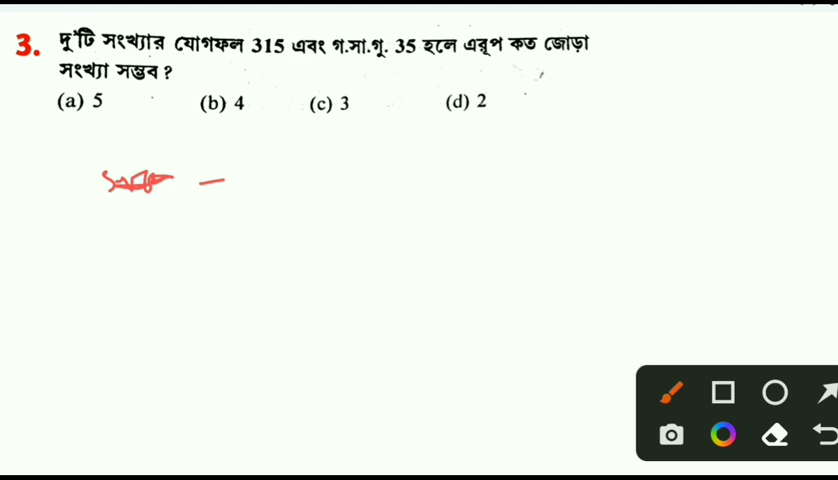 3. দু'টি সংখ্যার যোগফল 315 এবং গ.সা.গু. 35 হলে এরূপ কত জোড়া
সংখ্যা সম্ভব ?
(a) 5 (b) 4 (c) 3 (d) 2